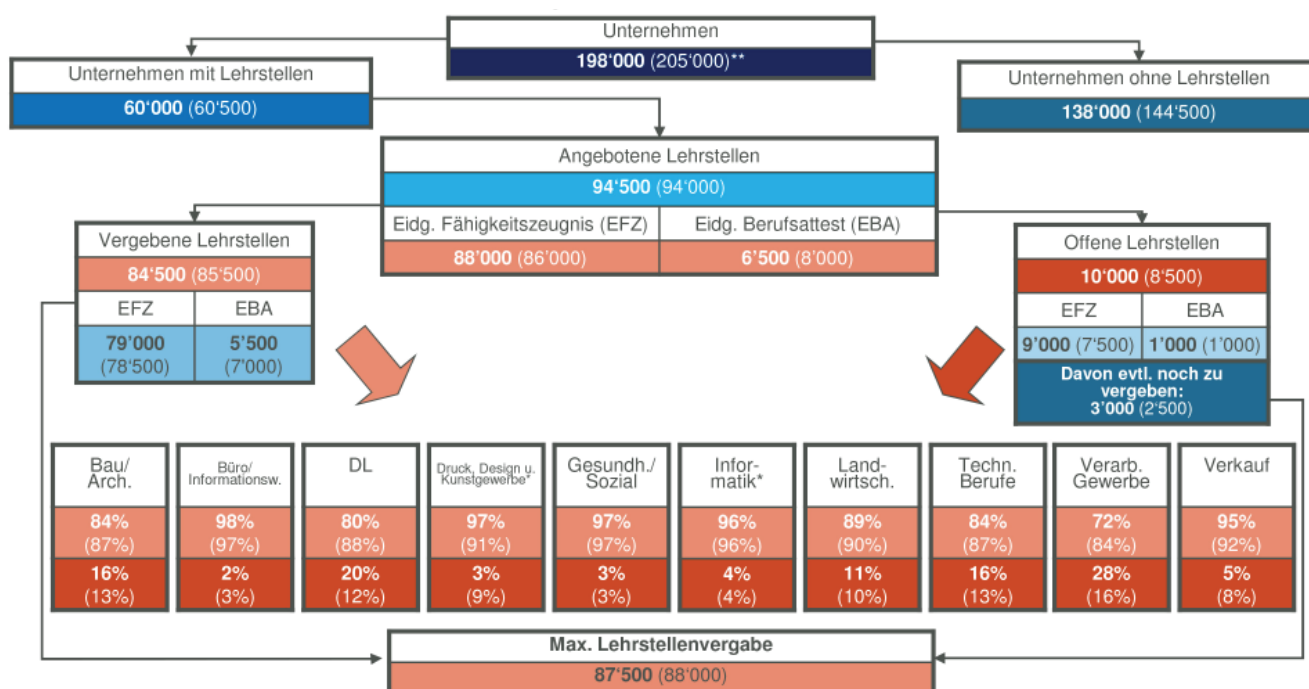 Unternehmen
198‘000 (205‘000)**
Unternehmen mit Lehrstellen
60‘000 (60‘500)
Unternehmen ohne Lehrstellen
138‘000 (144‘500)
Angebotene Lehrstellen
94‘500 (94‘000)
Eidg. Fähigkeitszeugnis (EFZ)
88’000 (86’000)
Eidg. Berufsattest (EBA)
6’500 (8’000)
Vergebene Lehrstellen
84‘500 (85‘500)
EFZ
EBA
79’000
(78‘500)
5’500
(7’000)
Offene Lehrstellen
10‘000 (8‘500)
EFZ
EBA
9’000 (7’500)
1’000 (1’000)
Davon evtl. noch zu
vergeben:
3’000 (2’500)
Bau/
Arch.
84%
(87%)
16%
(13%)
Büro/
Informationsw.
98%
(97%)
2%
(3%)
DL
80%
(88%)
20%
(12%)
Druck, Design u.
Kunstgewerbe*
97%
(91%)
3%
(9%)
Gesundh./
Sozial
97%
(97%)
3%
(3%)
Infor-
matik*
96%
(96%)
4%
(4%)
Land-
wirtsch.
89%
(90%)
11%
(10%)
Techn.
Berufe
84%
(87%)
16%
(13%)
Verarb.
Gewerbe
72%
(84%)
28%
(16%)
Verkauf
95%
(92%)
5%
(8%)
Max. Lehrstellenvergabe
87'500 (88’000)